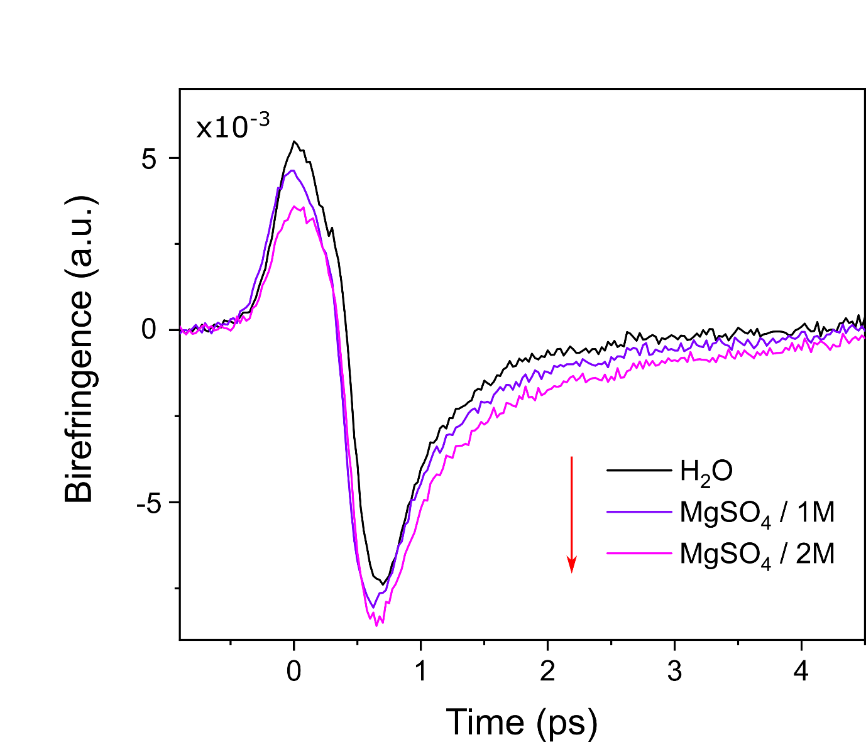 x10⁻³
5
0
-5
Birefringence (a.u.)
H₂O
MgSO₄ / 1M
MgSO₄ / 2M
0 1 2 3 4
Time (ps)